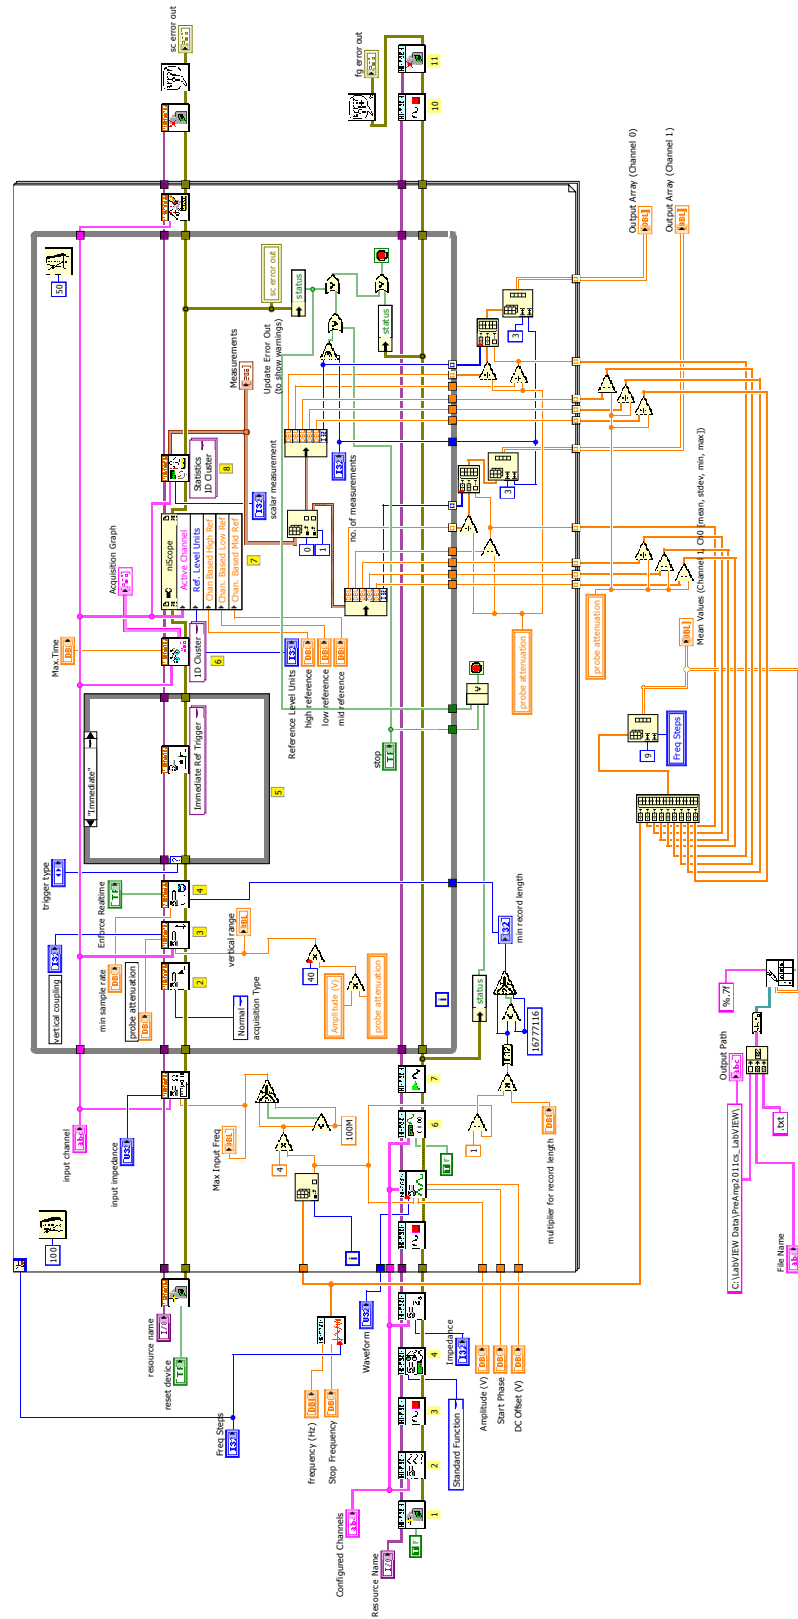 resource name
reset device
Freq Steps
frequency (Hz)
Stop Frequency
Configured Channels
Resource Name
1
2
3
4
Standard Function
Waveform
Impedance
Amplitude (V)
Start Phase
DC Offset (V)
100
input channel
input impedance
Max Input Freq
4
100M
i
6
7
1
multiplier for record length
16777116
min record length
status
vertical coupling
min sample rate
probe attenuation
Enforce Realtime
trigger type
2
3
4
Normal
acquisition Type
vertical range
40
Amplitude (V)
probe attenuation
i
"Immediate"
Immediate Ref Trigger
5
Max.Time
Acquisition Graph
1D Cluster
6
niScope
Active Channel
Ref. Level Units
Chan Based High Ref
Chan. Based Low Ref
Chan. Based Mid Ref
7
Reference Level Units
high reference
low reference
mid reference
stop
Statistics
1D Cluster
8
scalar measurement
Measurements
0
1
no. of measurements
Update Error Out
(to show warnings)
sc error out
status
status
50
sc error out
fg error out
10
11
probe attenuation
3
3
Output Array (Channel 0)
Output Array (Channel 1)
probe attenuation
Mean Values (Channel 1, Ch0 [mean, stdev, min, max])
9
Freq Steps
%.7f
Output Path
C:\LabVIEW Data\PreAmp2011cs_LabVIEW\
.txt
File Name